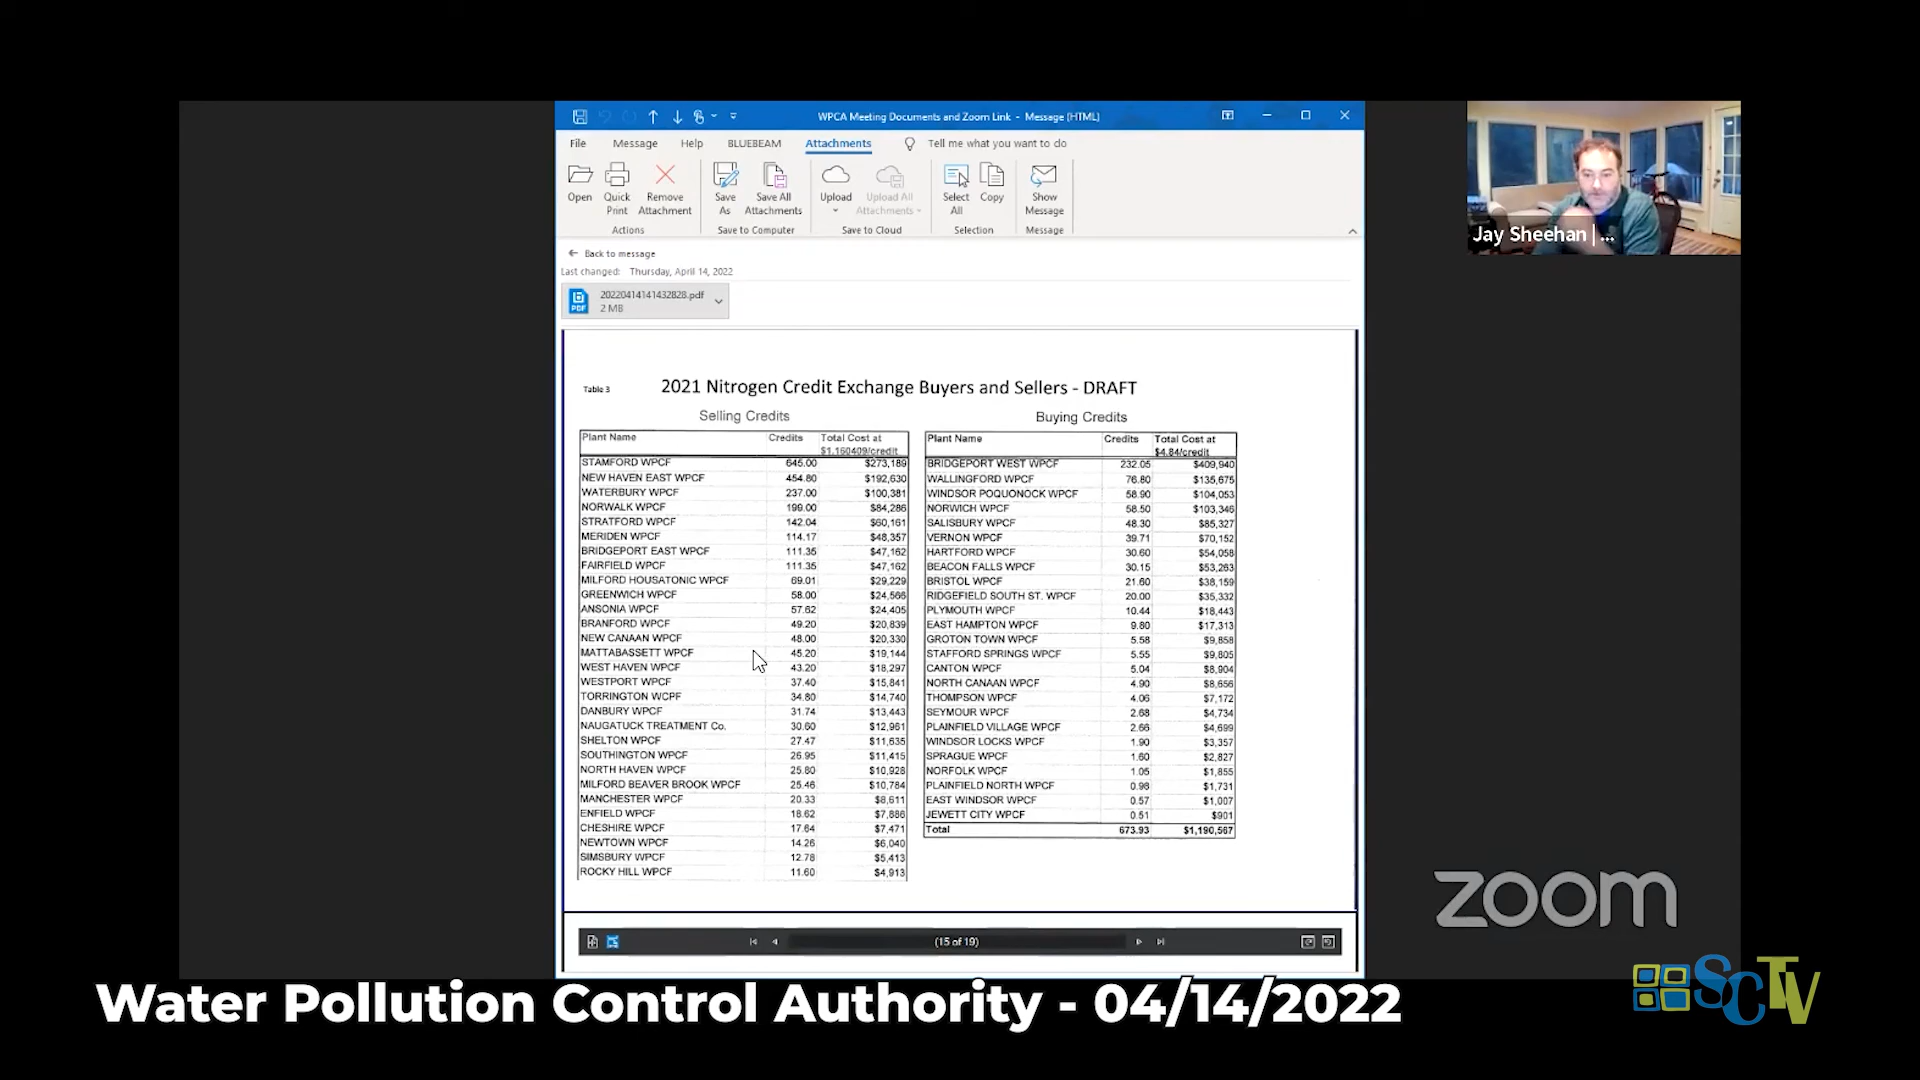 WPCA Meeting Documents and Zoom Link - Message (HTML)
File Message Help BLUEBEAM Attachments Tell me what you want to do
Open Quick Print Remove Attachment Save As Save All Attachments Upload Upload All Attachments Select All Copy Show Message
Actions Save to Computer Save to Cloud Selection Message
Back to message
Last changed: Thursday, April 14, 2022
20220414141432828.pdf
2 MB
Jay Sheehan | ...
Table 3 2021 Nitrogen Credit Exchange Buyers and Sellers - DRAFT
Selling Credits
Plant Name Credits Total Cost at $1.160409/credit
STAMFORD WPCF 645.00 $273,189
NEW HAVEN EAST WPCF 454.80 $192,630
WATERBURY WPCF 237.00 $100,381
NORWALK WPCF 199.00 $84,286
STRATFORD WPCF 142.04 $60,161
MERIDEN WPCF 114.17 $48,357
BRIDGEPORT EAST WPCF 111.35 $47,162
FAIRFIELD WPCF 111.35 $47,162
MILFORD HOUSATONIC WPCF 69.01 $29,229
GREENWICH WPCF 58.00 $24,566
ANSONIA WPCF 57.62 $24,405
BRANFORD WPCF 49.20 $20,839
NEW CANAAN WPCF 48.00 $20,330
MATTABASSETT WPCF 45.20 $19,144
WEST HAVEN WPCF 43.20 $18,297
WESTPORT WPCF 37.40 $15,841
TORRINGTON WCPF 34.80 $14,740
DANBURY WPCF 31.74 $13,443
NAUGATUCK TREATMENT Co. 30.60 $12,961
SHELTON WPCF 27.47 $11,635
SOUTHINGTON WPCF 26.95 $11,415
NORTH HAVEN WPCF 25.80 $10,928
MILFORD BEAVER BROOK WPCF 25.46 $10,784
MANCHESTER WPCF 20.33 $8,611
ENFIELD WPCF 18.62 $7,886
CHESHIRE WPCF 17.64 $7,471
NEWTOWN WPCF 14.26 $6,040
SIMSBURY WPCF 12.78 $5,413
ROCKY HILL WPCF 11.60 $4,913
Buying Credits
Plant Name Credits Total Cost at $4.84/credit
BRIDGEPORT WEST WPCF 232.05 $409,940
WALLINGFORD WPCF 76.80 $135,675
WINDSOR POQUONOCK WPCF 58.90 $104,053
NORWICH WPCF 58.50 $103,346
SALISBURY WPCF 48.30 $85,327
VERNON WPCF 39.71 $70,152
HARTFORD WPCF 30.60 $54,058
BEACON FALLS WPCF 30.15 $53,263
BRISTOL WPCF 21.60 $38,159
RIDGEFIELD SOUTH ST. WPCF 20.00 $35,332
PLYMOUTH WPCF 10.44 $18,443
EAST HAMPTON WPCF 9.80 $17,313
GROTON TOWN WPCF 5.58 $9,858
STAFFORD SPRINGS WPCF 5.55 $9,805
CANTON WPCF 5.04 $8,904
NORTH CANAAN WPCF 4.90 $8,656
THOMPSON WPCF 4.06 $7,172
SEYMOUR WPCF 2.68 $4,734
PLAINFIELD VILLAGE WPCF 2.66 $4,699
WINDSOR LOCKS WPCF 1.90 $3,357
SPRAGUE WPCF 1.60 $2,827
NORFOLK WPCF 1.05 $1,855
PLAINFIELD NORTH WPCF 0.98 $1,731
EAST WINDSOR WPCF 0.57 $1,007
JEWETT CITY WPCF 0.51 $901
Total 673.93 $1,190,567
(15 of 19)
zoom
Water Pollution Control Authority - 04/14/2022
SCTV